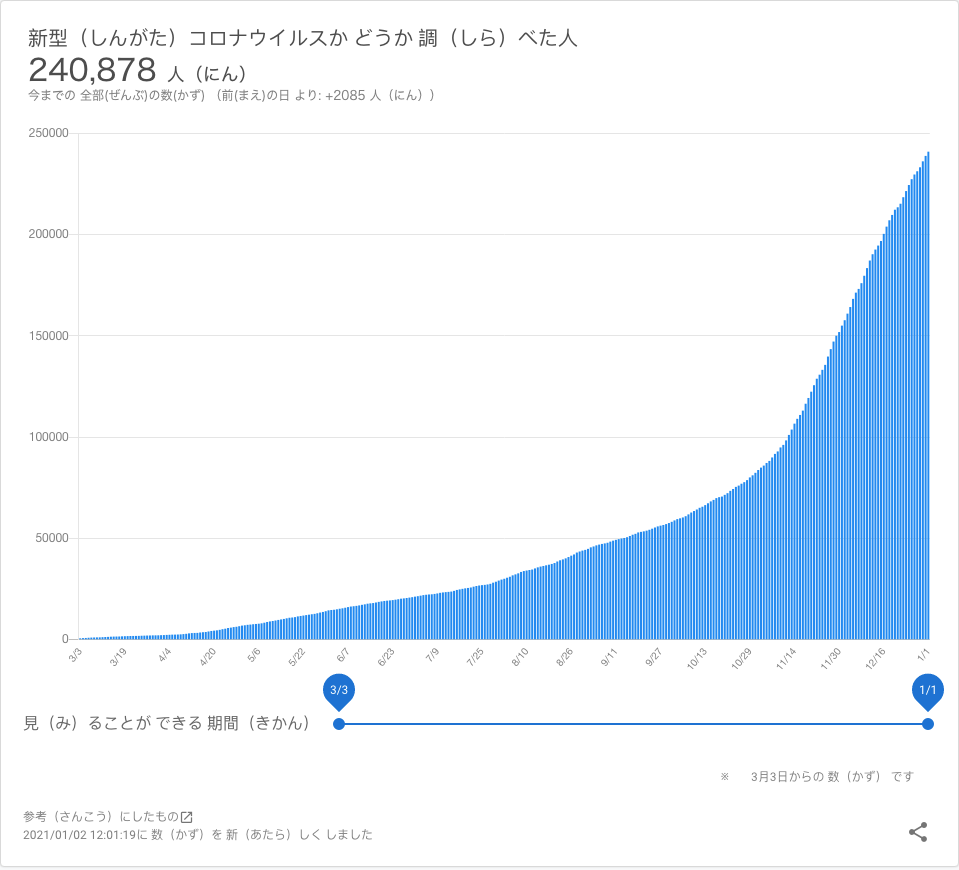 新型（しんがた）コロナウイルスか どうか 調（しら）べた人
240,878 人（にん）
今までの 全部(ぜんぶ)の数(かず) （前(まえ)の日 より: +2085 人（にん））
250000
200000
150000
100000
50000
0
3/3 3/19 4/4 4/20 5/6 5/22 6/7 6/23 7/9 7/25 8/10 8/26 9/11 9/27 10/13 10/29 11/14 11/30 12/16 1/1
3/3 1/1
見（み）ることが できる 期間（きかん）
※ 3月3日からの 数（かず） です
参考（さんこう）にしたもの
2021/01/02 12:01:19に 数（かず）を 新（あたら）しく しました